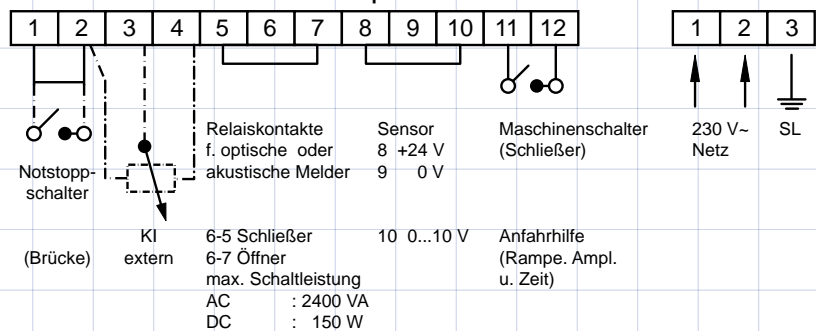 1 2 3 4 5 6 7 8 9 10 11 12
1 2 3
Notstopp-
schalter
(Brücke)
KI
extern
Relaiskontakte
f. optische oder
akustische Melder
6-5 Schließer
6-7 Öffner
max. Schaltleistung
AC : 2400 VA
DC : 150 W
Sensor
8 +24 V
9 0 V
10 0...10 V
Maschinenschalter
(Schließer)
Anfahrhilfe
(Rampe. Ampl.
u. Zeit)
230 V~
Netz
SL